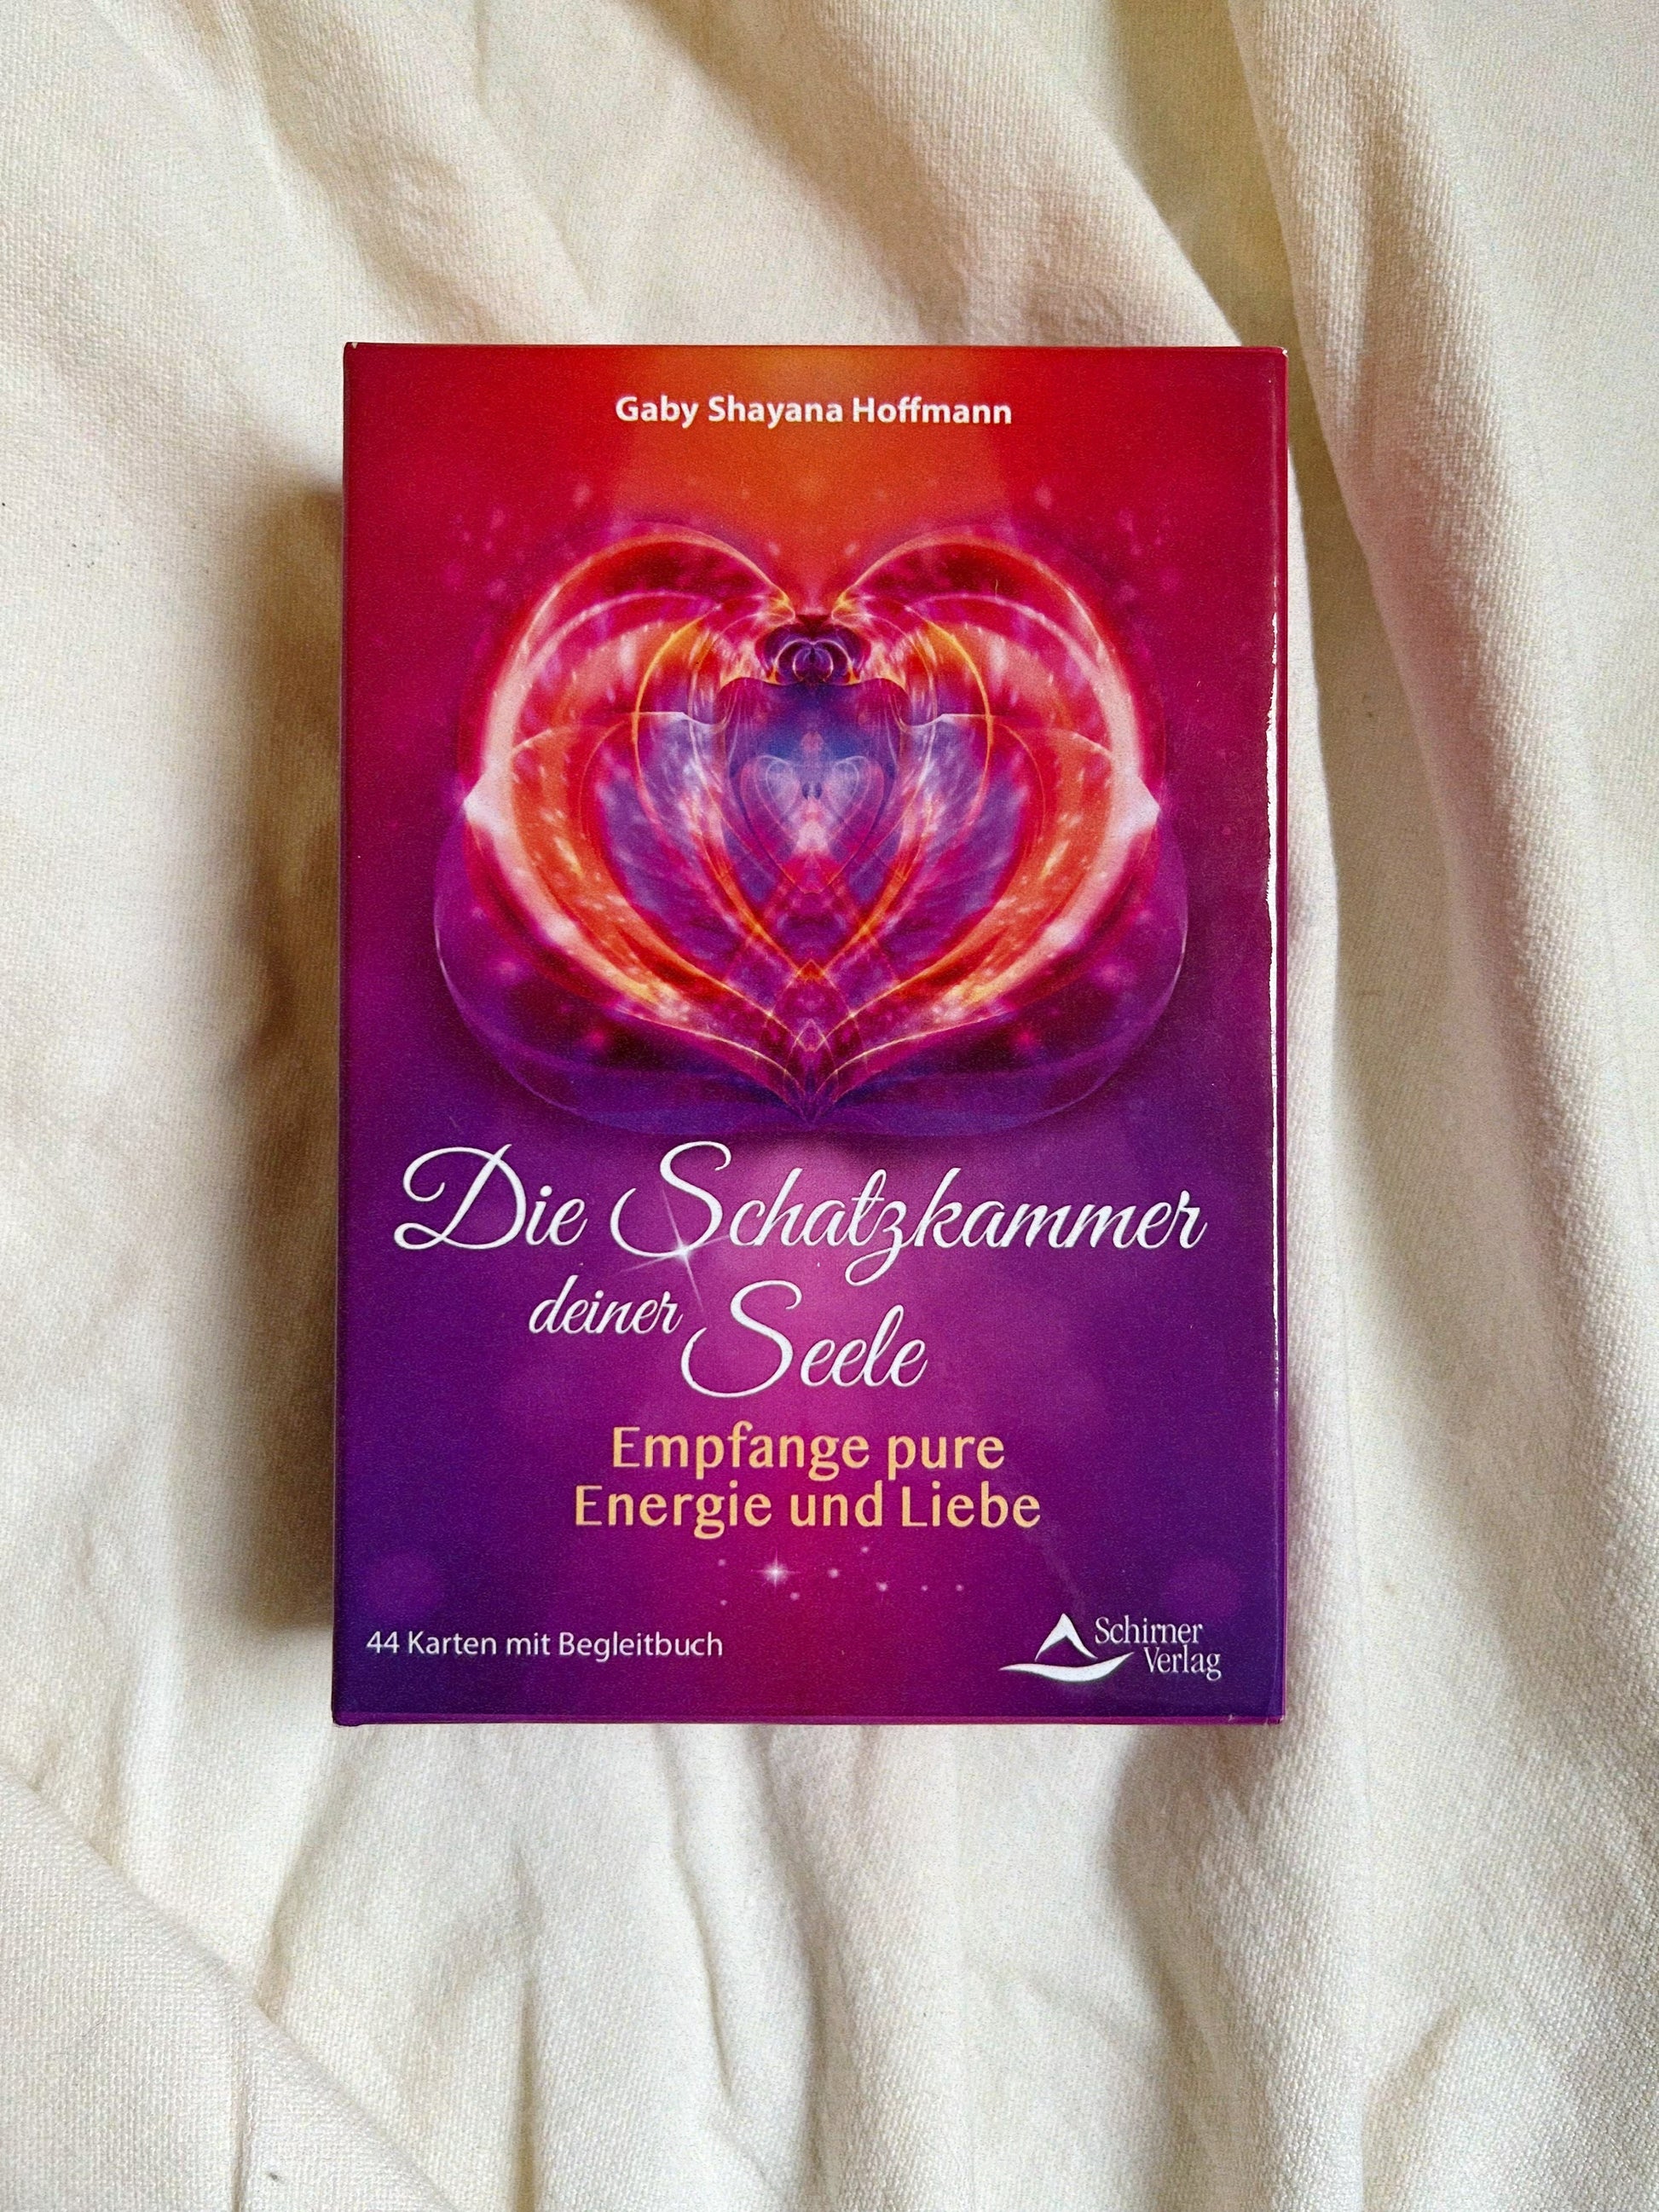 Gaby Shayana Hoffmann
Die Schatzkammer
deiner Seele
Empfange pure
Energie und Liebe
44 Karten mit Begleitbuch
Schirner
Verlag